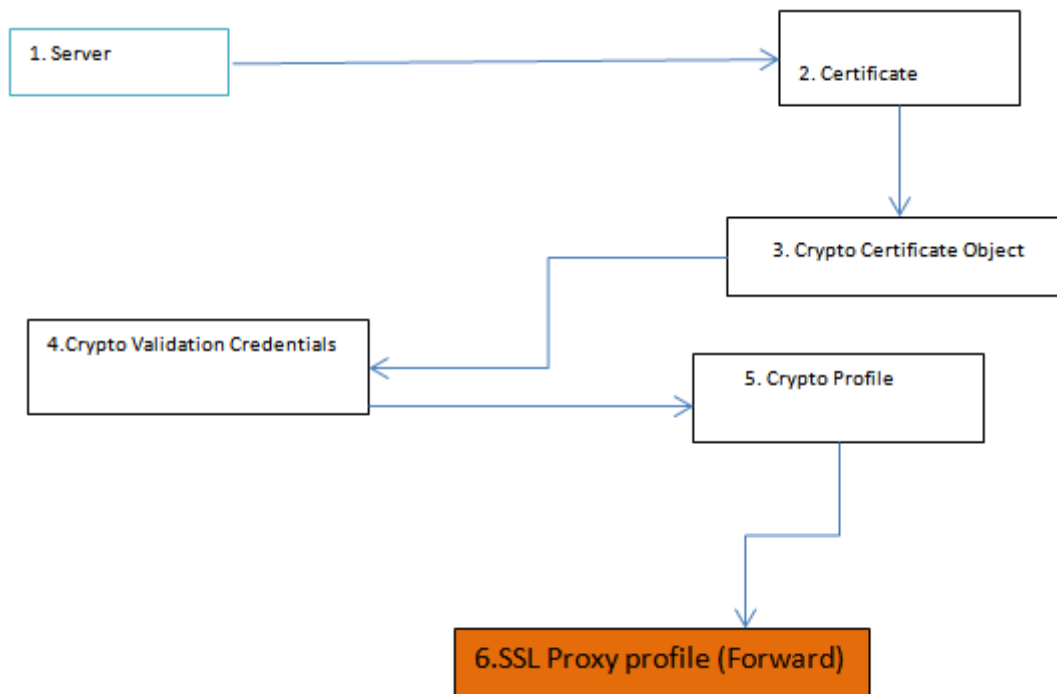 1. Server
2. Certificate
3. Crypto Certificate Object
4.Crypto Validation Credentials
5. Crypto Profile
6.SSL Proxy profile (Forward)